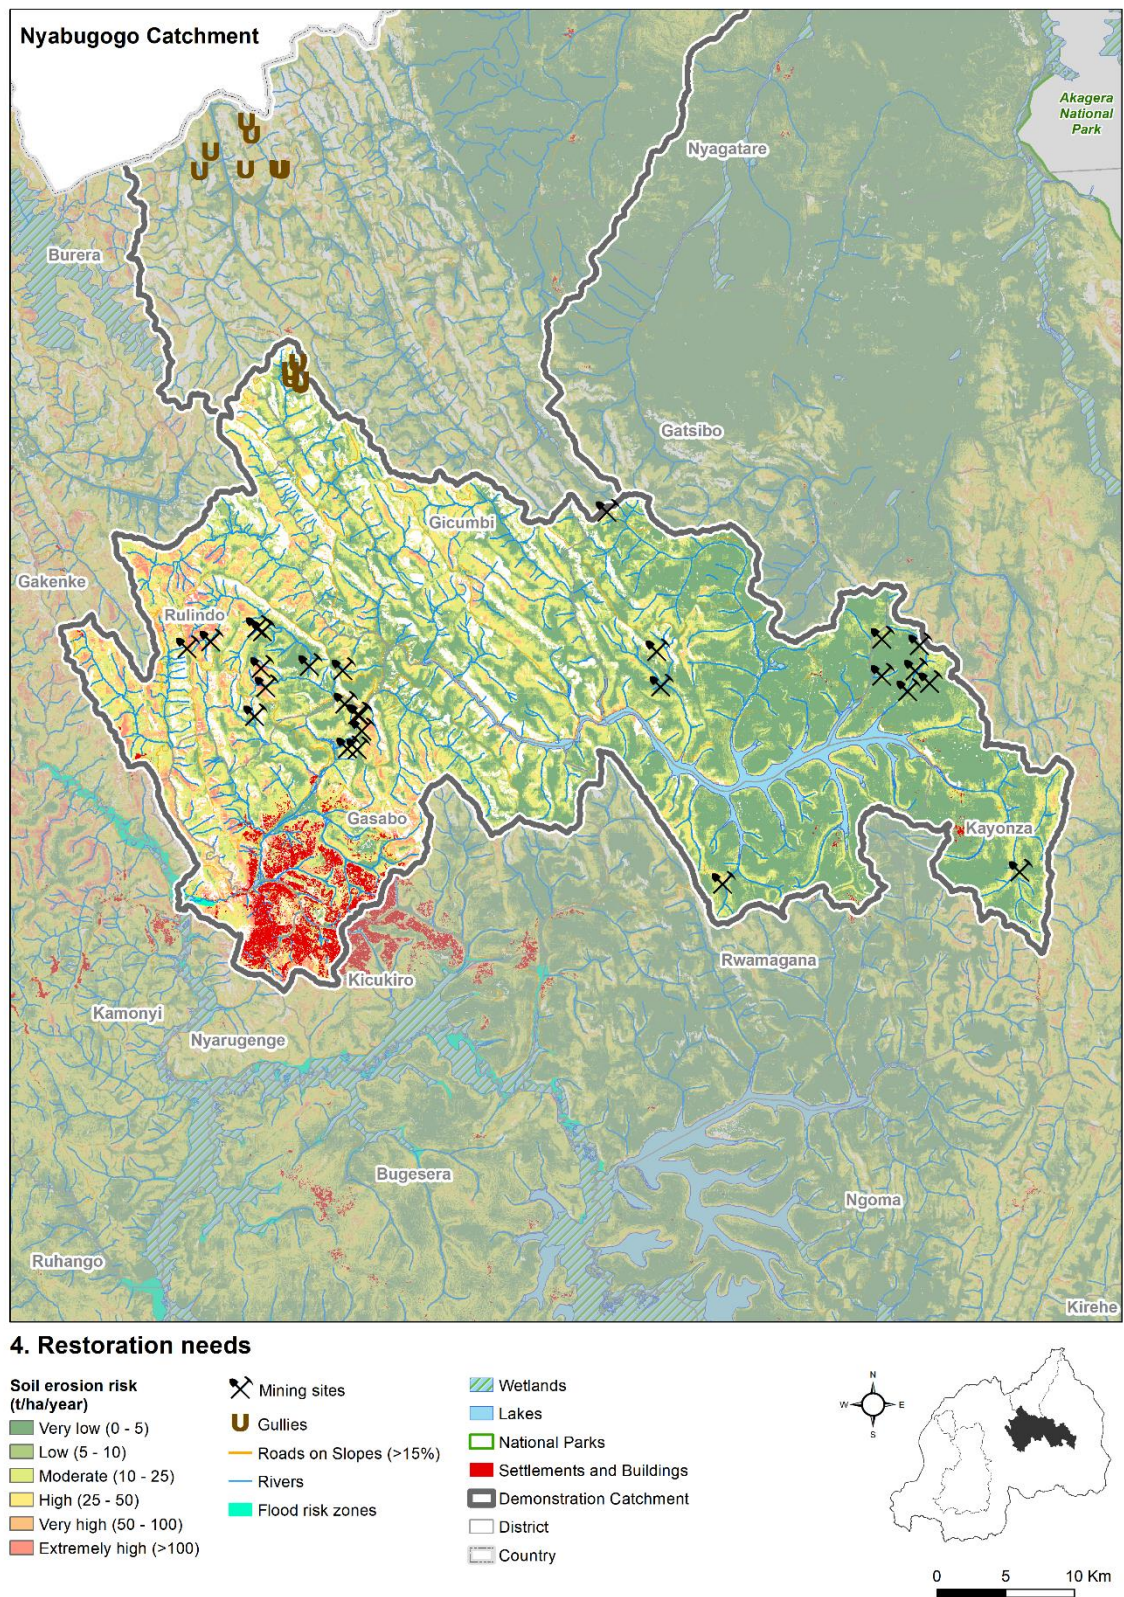 Nyabugogo Catchment
Akagera
National
Park
Nyagatare
Burera
Gatsibo
Gicumbi
Gakenke
Rulindo
Gasabo
Kayonza
Rwamagana
Kicukiro
Kamonyi
Nyarugenge
Bugesera
Ngoma
Ruhango
Kirehe
4. Restoration needs
Soil erosion risk
(t/ha/year)
Very low (0 - 5)
Low (5 - 10)
Moderate (10 - 25)
High (25 - 50)
Very high (50 - 100)
Extremely high (>100)
Mining sites
U Gullies
Roads on Slopes (>15%)
Rivers
Flood risk zones
Wetlands
Lakes
National Parks
Settlements and Buildings
Demonstration Catchment
District
Country
N
W E
S
0 5 10 Km